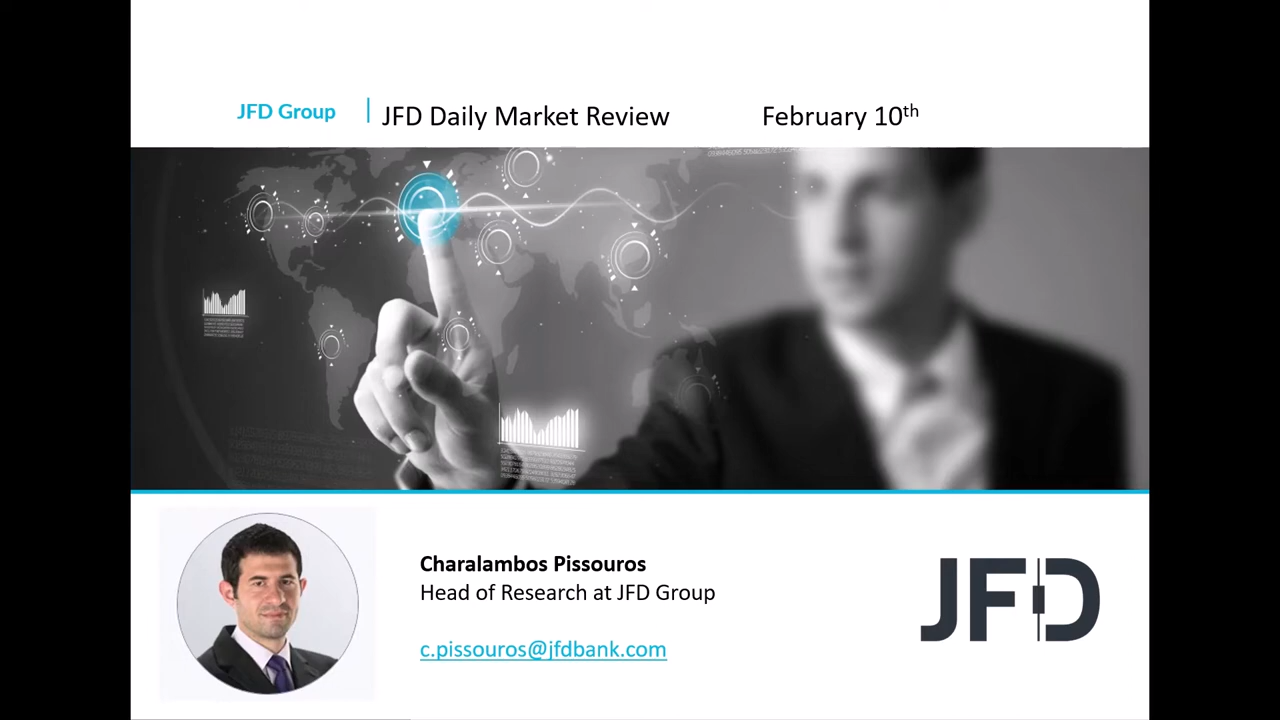 JFD Group
JFD Daily Market Review
February 10th
Charalambos Pissouros
Head of Research at JFD Group
c.pissouros@jfdbank.com
JFD